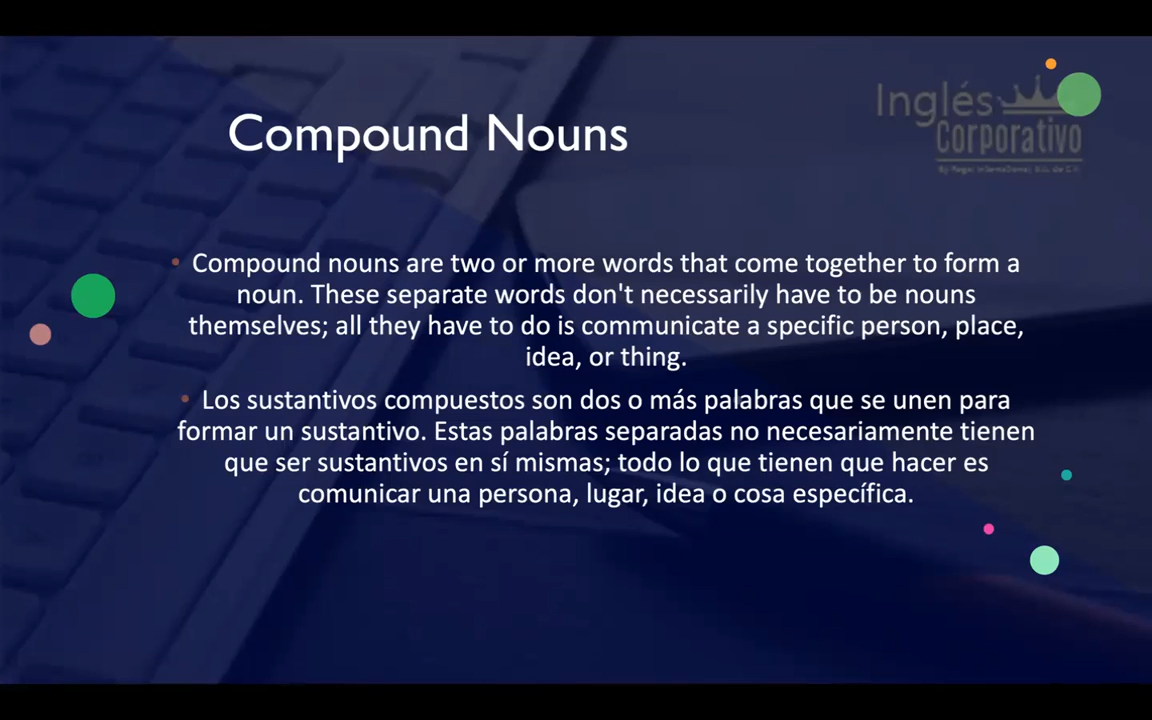 Inglés
Corporativo
Compound Nouns
• Compound nouns are two or more words that come together to form a
noun. These separate words don't necessarily have to be nouns
themselves; all they have to do is communicate a specific person, place,
idea, or thing.
• Los sustantivos compuestos son dos o más palabras que se unen para
formar un sustantivo. Estas palabras separadas no necesariamente tienen
que ser sustantivos en sí mismas; todo lo que tienen que hacer es
comunicar una persona, lugar, idea o cosa específica.